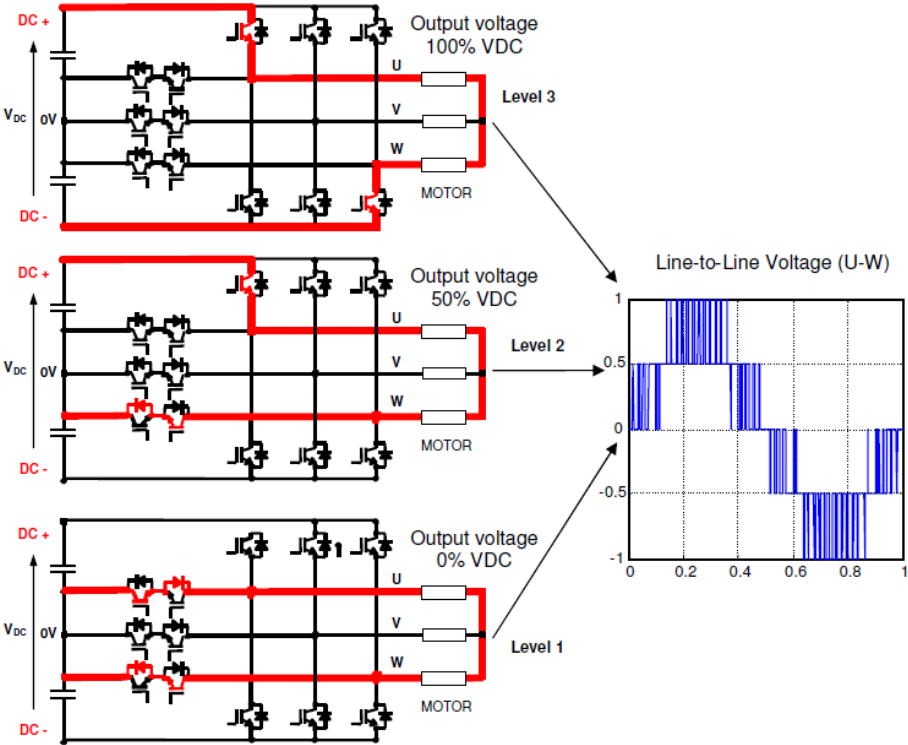 DC +
Output voltage
100% VDC
U
Level 3
V
VDC
0V
W
MOTOR
DC -
DC +
Output voltage
50% VDC
Line-to-Line Voltage (U-W)
U
Level 2
V
VDC
0V
W
MOTOR
DC -
1
0.5
0
-0.5
-1
0
0.2
0.4
0.6
0.8
1
DC +
Output voltage
0% VDC
U
V
VDC
0V
Level 1
W
MOTOR
DC -